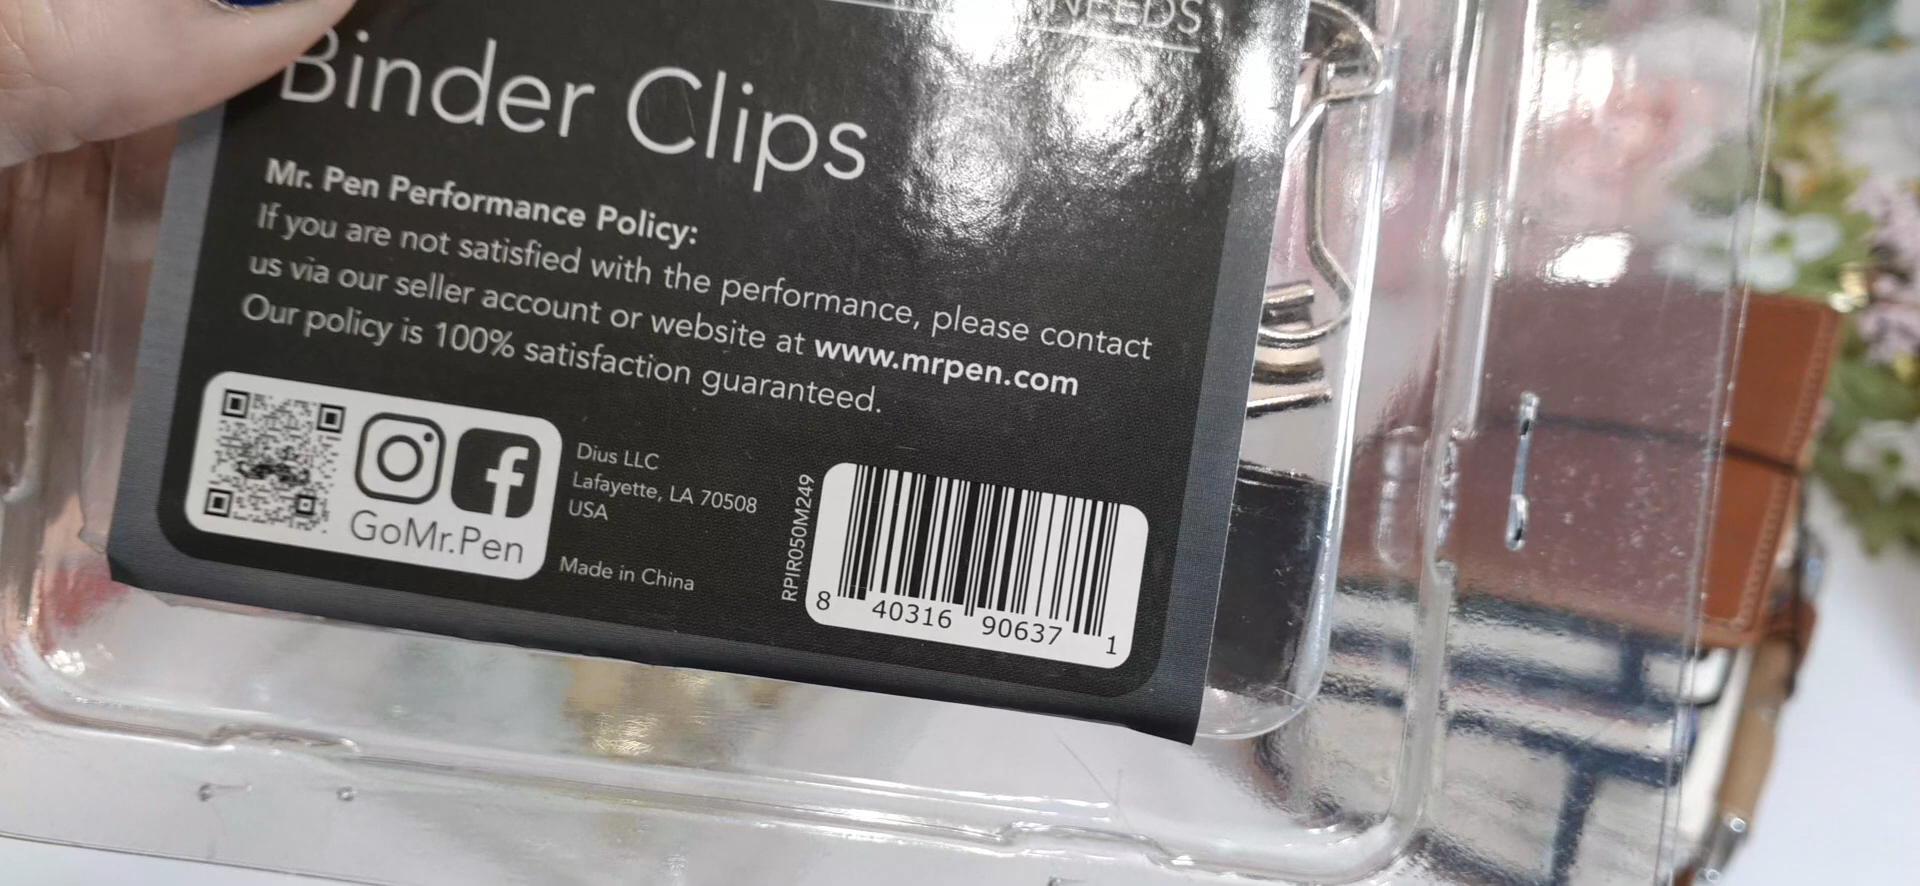 NEEDS
Binder Clips
Mr. Pen Performance Policy:
If you are not satisfied with the performance, please contact
us via our seller account or website at www.mrpen.com
Our policy is 100% satisfaction guaranteed.
GoMr.Pen
Dius LLC
Lafayette, LA 70508
USA
Made in China
RPIR050M249
8 40316 90637 1